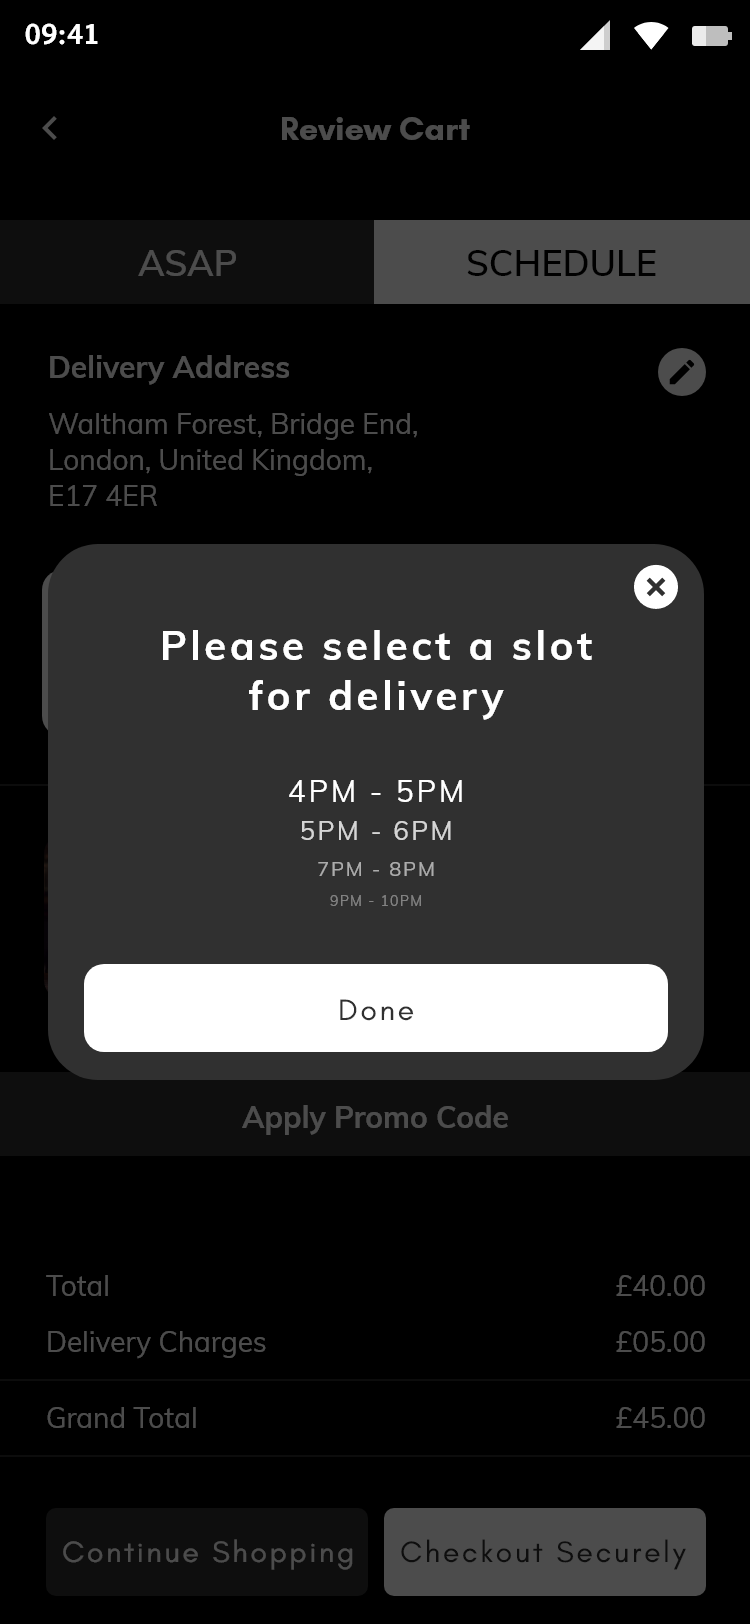 09:41
Review Cart
ASAP
SCHEDULE
Delivery Address
Waltham Forest, Bridge End,
London, United Kingdom,
E17 4ER
Please select a slot
for delivery
4PM - 5PM
5PM - 6PM
7PM - 8PM
9PM - 10PM
Done
Apply Promo Code
Total £40.00
Delivery Charges £05.00
Grand Total £45.00
Continue Shopping
Checkout Securely